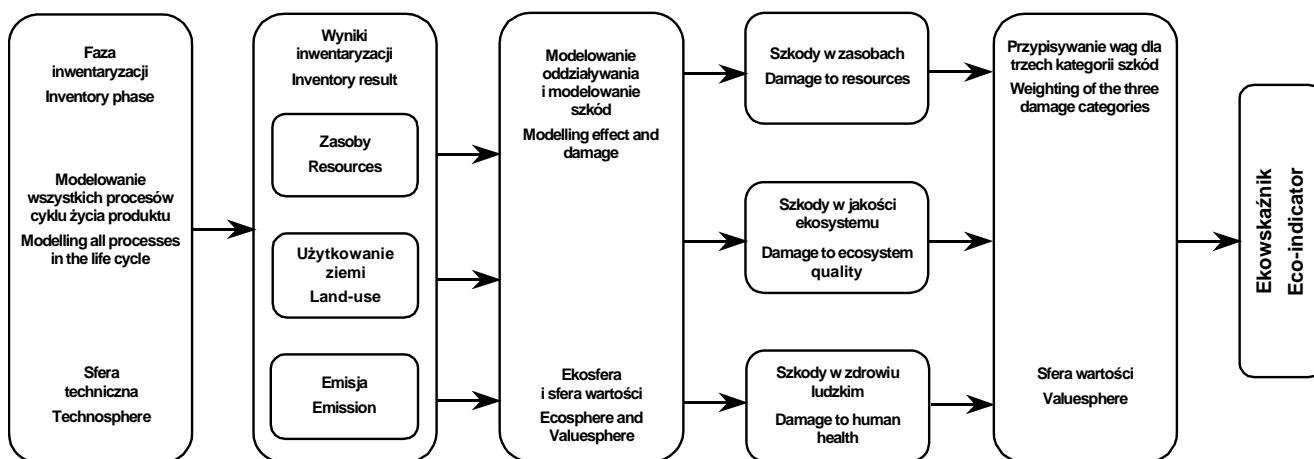 Faza
inwentaryzacji
Inventory phase
Modelowanie
wszystkich procesów
cyklu życia produktu
Modelling all processes
in the life cycle
Sfera
techniczna
Technosphere
Wyniki
inwentaryzacji
Inventory result
Zasoby
Resources
Użytkowanie
ziemi
Land-use
Emisja
Emission
Modelowanie
oddziaływania
i modelowanie
szkód
Modelling effect and
damage
Ekosfera
i sfera wartości
Ecosphere and
Valuesphere
Szkody w zasobach
Damage to resources
Szkody w jakości
ekosystemu
Damage to ecosystem
quality
Szkody w zdrowiu
ludzkim
Damage to human
health
Przypisywanie wag dla
trzech kategorii szkód
Weighting of the three
damage categories
Sfera wartości
Valuesphere
Ekowskaźnik
Eco-indicator